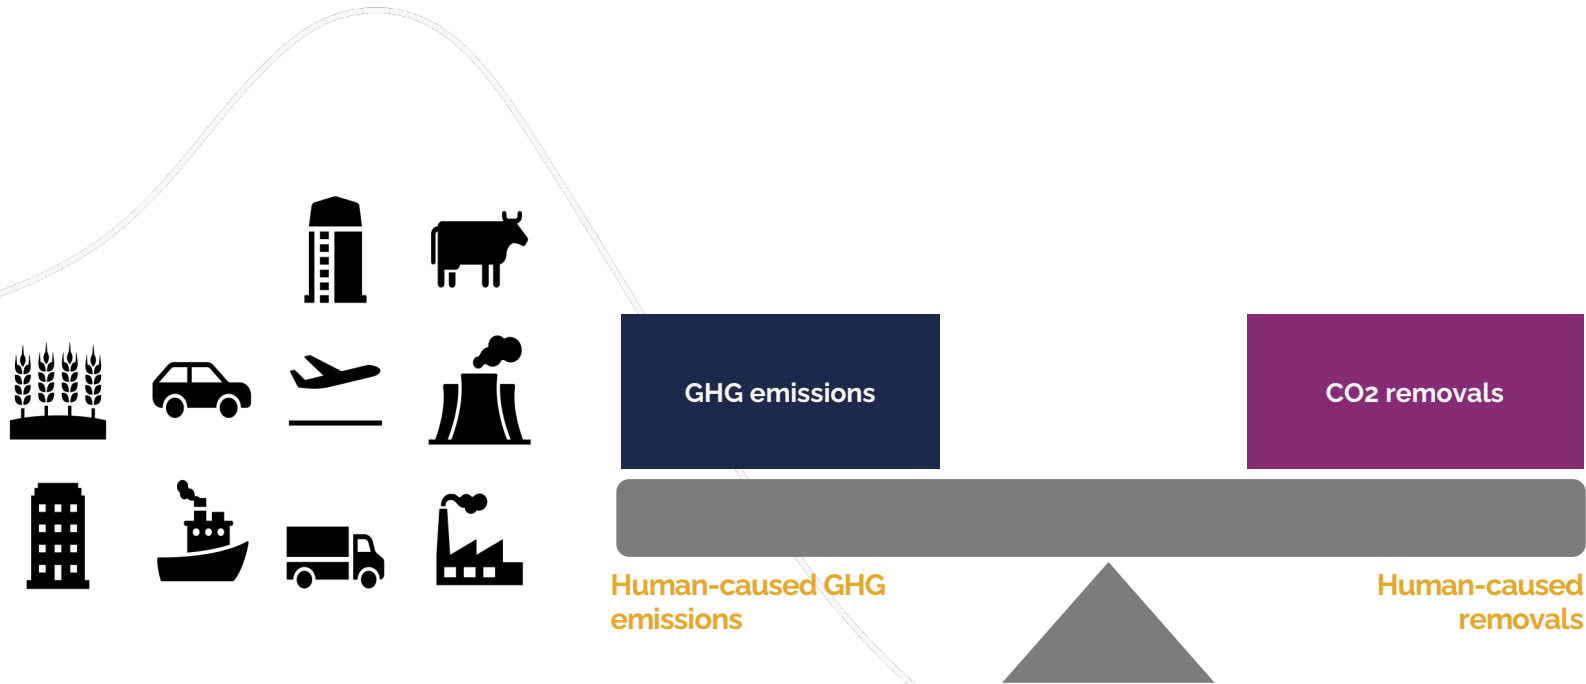 GHG emissions
CO2 removals
Human-caused GHG
emissions
Human-caused
removals